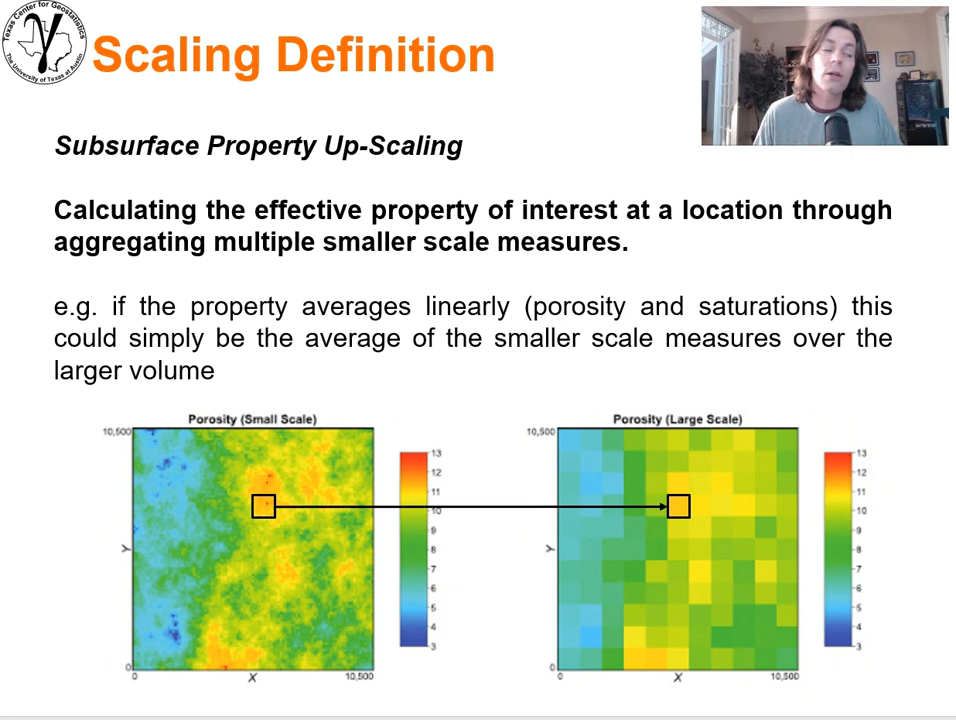 Texas Center for Geostatistics
The University of Texas at Austin
Scaling Definition
Subsurface Property Up-Scaling
Calculating the effective property of interest at a location through
aggregating multiple smaller scale measures.
e.g. if the property averages linearly (porosity and saturations) this
could simply be the average of the smaller scale measures over the
larger volume
Porosity (Small Scale)
10,500
Y
0
0
X
10,500
13
12
11
10
9
8
7
6
5
4
3
Porosity (Large Scale)
10,500
Y
0
0
X
10,500
13
12
11
10
9
8
7
6
5
4
3